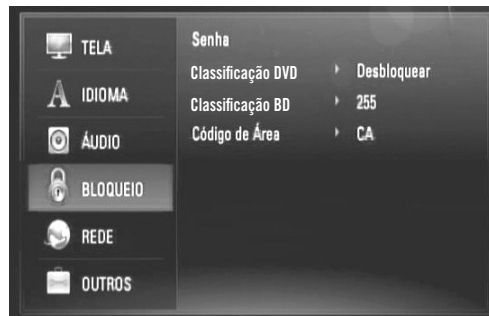 TELA
IDIOMA
ÁUDIO
BLOQUEIO
REDE
OUTROS
Senha
Classificação DVD Desbloquear
Classificação BD 255
Código de Área CA